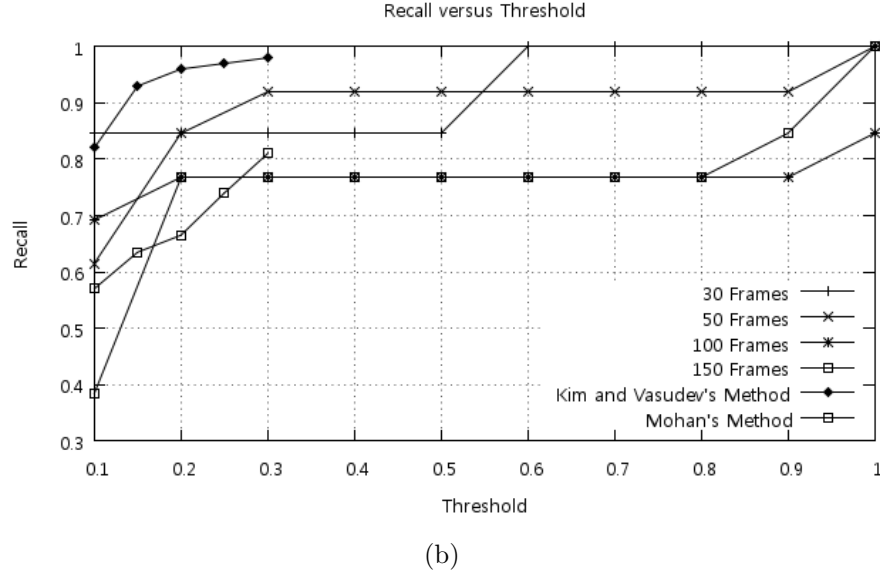 Recall versus Threshold
1
0.9
0.8
0.7
0.6
0.5
0.4
0.3
Recall
30 Frames
50 Frames
100 Frames
150 Frames
Kim and Vasudev's Method
Mohan's Method
0.1 0.2 0.3 0.4 0.5 0.6 0.7 0.8 0.9 1
Threshold
(b)